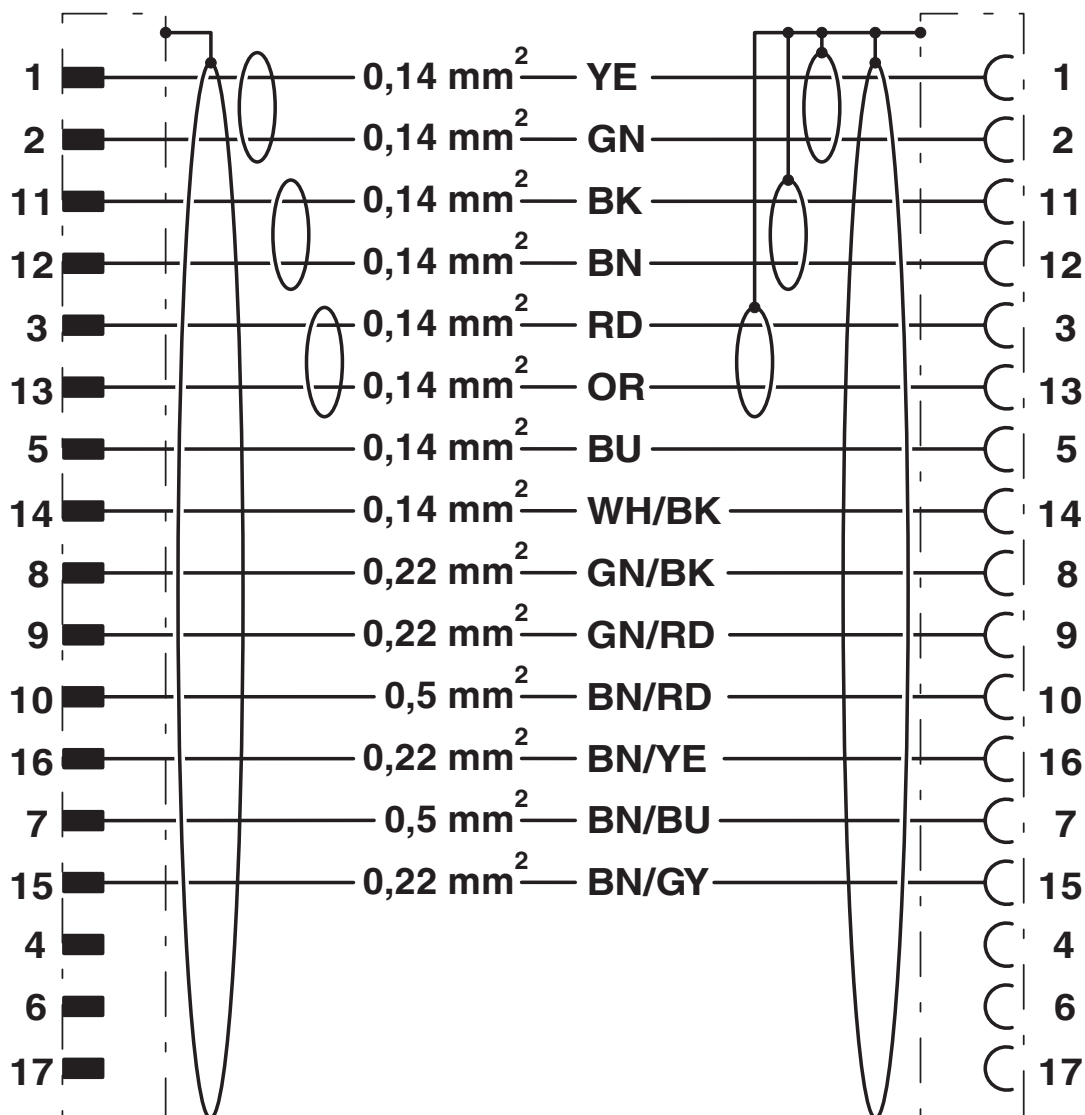 1 0,14 mm² YE 1
2 0,14 mm² GN 2
11 0,14 mm² BK 11
12 0,14 mm² BN 12
3 0,14 mm² RD 3
13 0,14 mm² OR 13
5 0,14 mm² BU 5
14 0,14 mm² WH/BK 14
8 0,22 mm² GN/BK 8
9 0,22 mm² GN/RD 9
10 0,5 mm² BN/RD 10
16 0,22 mm² BN/YE 16
7 0,5 mm² BN/BU 7
15 0,22 mm² BN/GY 15
4 4
6 6
17 17